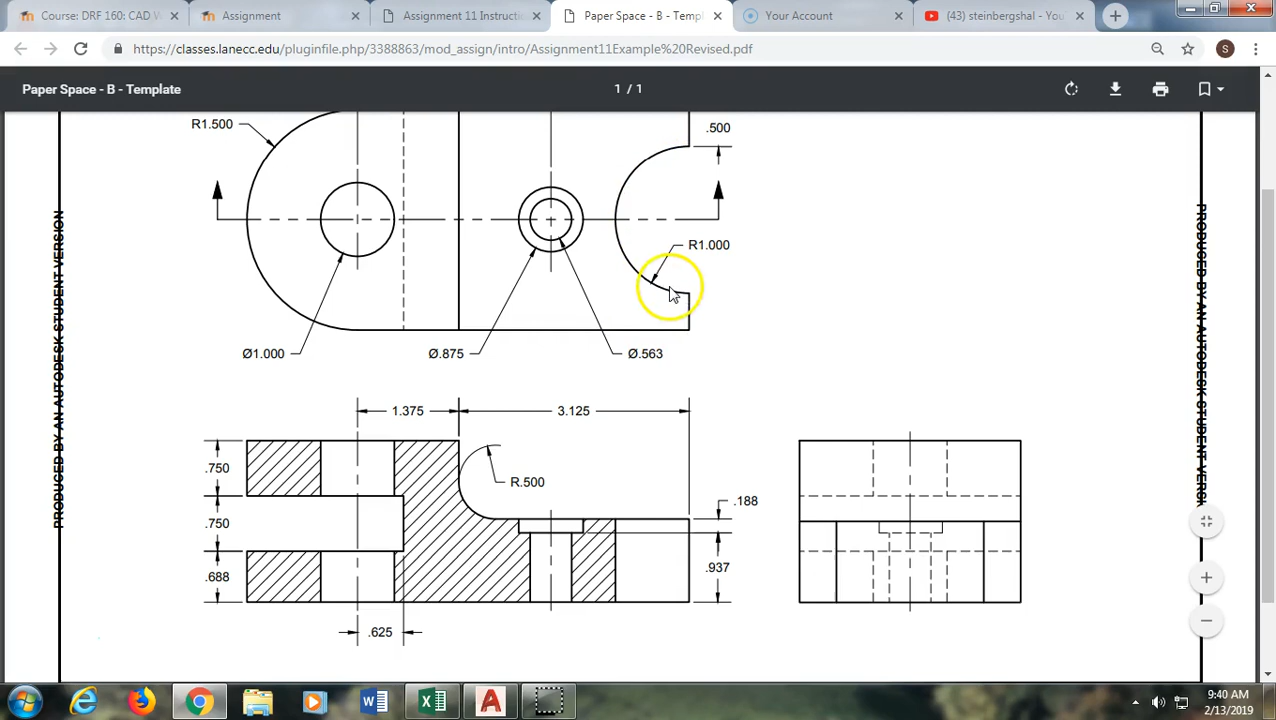 Course: DRF 160: CAD W
Assignment
Assignment 11 Instructi
Paper Space - B - Templ
Your Account
(43) steinbergshal - You
https://classes.lanecc.edu/pluginfile.php/3388863/mod_assign/intro/Assignment11Example%20Revised.pdf
S
Paper Space - B - Template
1 / 1
R1.500
.500
R1.000
Ø1.000
Ø.875
Ø.563
1.375
3.125
.750
R.500
.188
.750
.937
.688
.625
PRODUCED BY AN AUTODESK STUDENT VERSION
PRODUCED BY AN AUTODESK STUDENT VERS
9:40 AM
2/13/2019